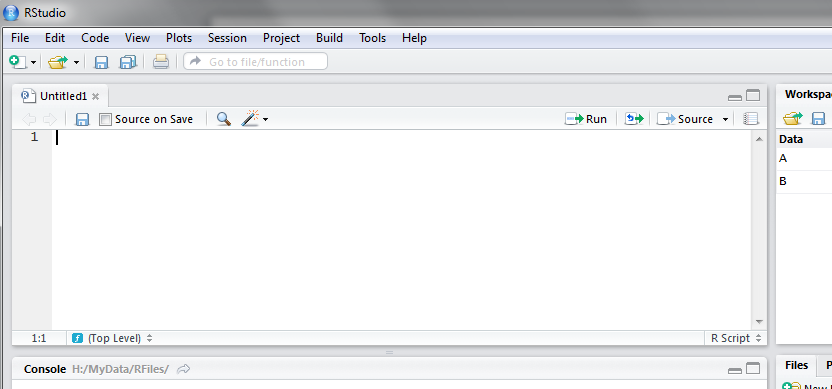 RStudio
File Edit Code View Plots Session Project Build Tools Help
Go to file/function
Untitled1
Source on Save Run Source
1
1:1 (Top Level) R Script
Console H:/MyData/RFiles/
Workspac
Data
A
B
Files P
New